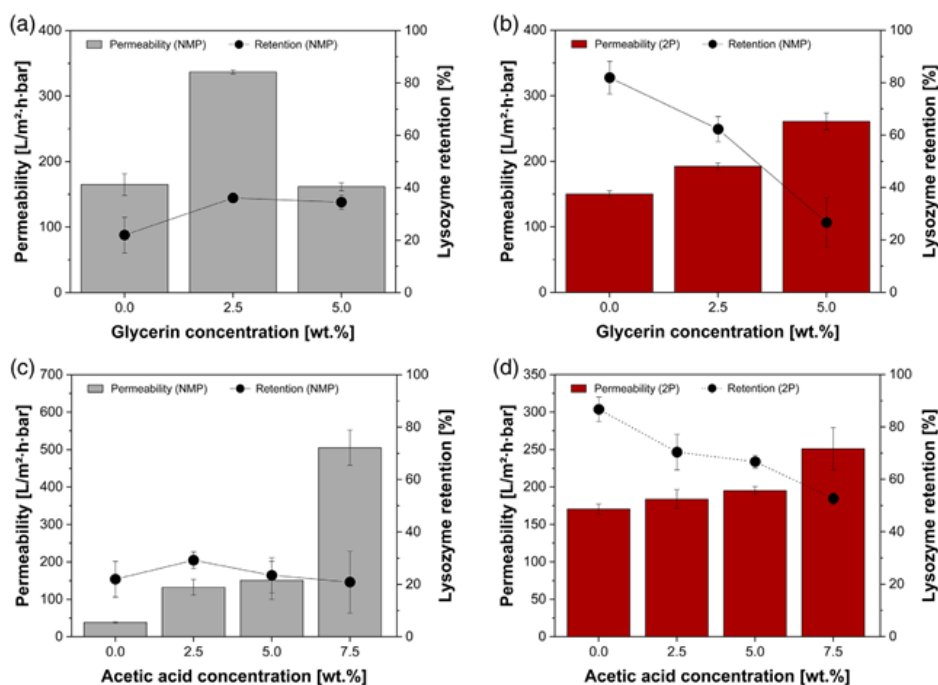 (a)
Permeability (NMP) Retention (NMP)
Permeability [L/m²·h·bar]
400
300
200
100
0
100
80
60
40
20
0
Lysozyme retention [%]
0.0 2.5 5.0
Glycerin concentration [wt.%]
(b)
Permeability (2P) Retention (NMP)
Permeability [L/m²·h·bar]
400
300
200
100
0
100
80
60
40
20
0
Lysozyme retention [%]
0.0 2.5 5.0
Glycerin concentration [wt.%]
(c)
Permeability (NMP) Retention (NMP)
Permeability [L/m²·h·bar]
700
600
500
400
300
200
100
0
100
80
60
40
20
0
Lysozyme retention [%]
0.0 2.5 5.0 7.5
Acetic acid concentration [wt.%]
(d)
Permeability (2P) Retention (2P)
Permeability [L/m²·h·bar]
350
300
250
200
175
150
125
100
75
50
25
0
100
80
60
40
20
0
Lysozyme retention [%]
0.0 2.5 5.0 7.5
Acetic acid concentration [wt.%]